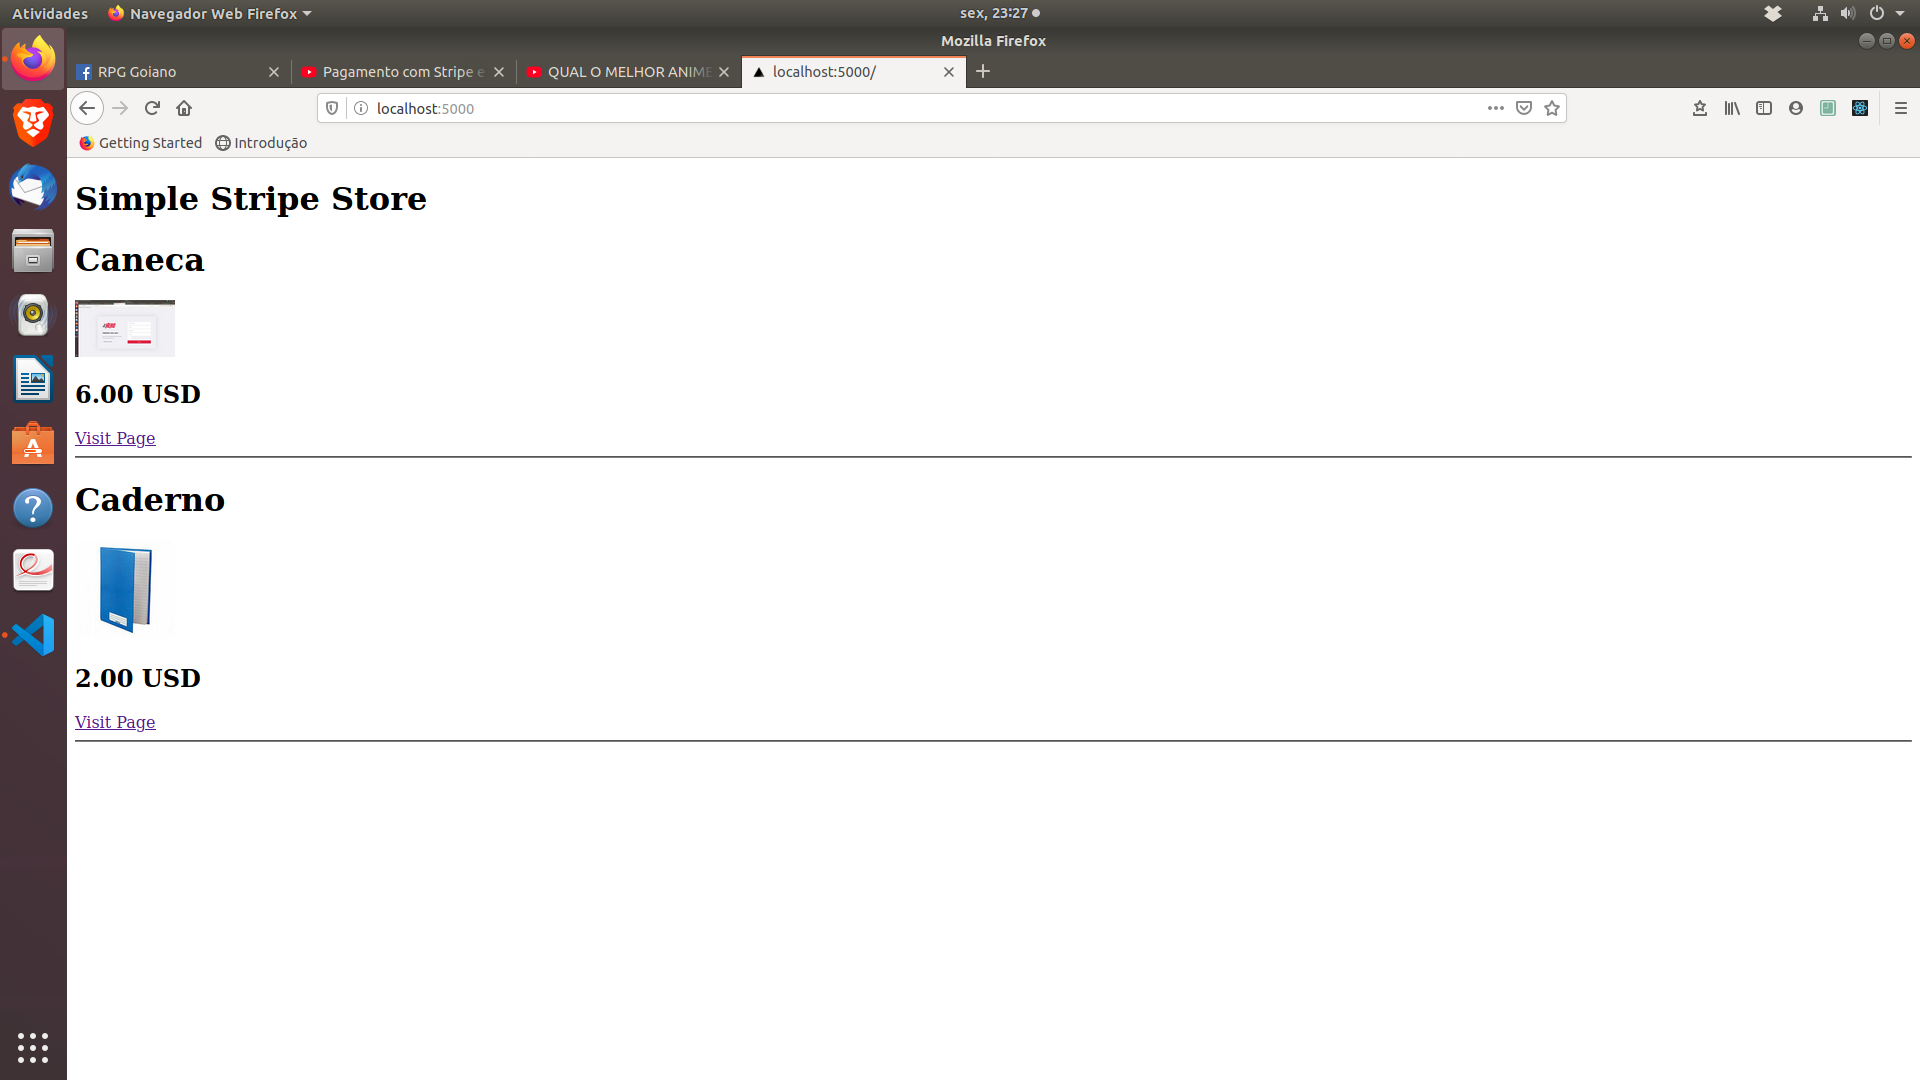 Atividades Navegador Web Firefox sex, 23:27
Mozilla Firefox
RPG Goiano Pagamento com Stripe e QUAL O MELHOR ANIME localhost:5000/
localhost:5000
Getting Started Introdução
Simple Stripe Store
Caneca
6.00 USD
Visit Page
Caderno
2.00 USD
Visit Page